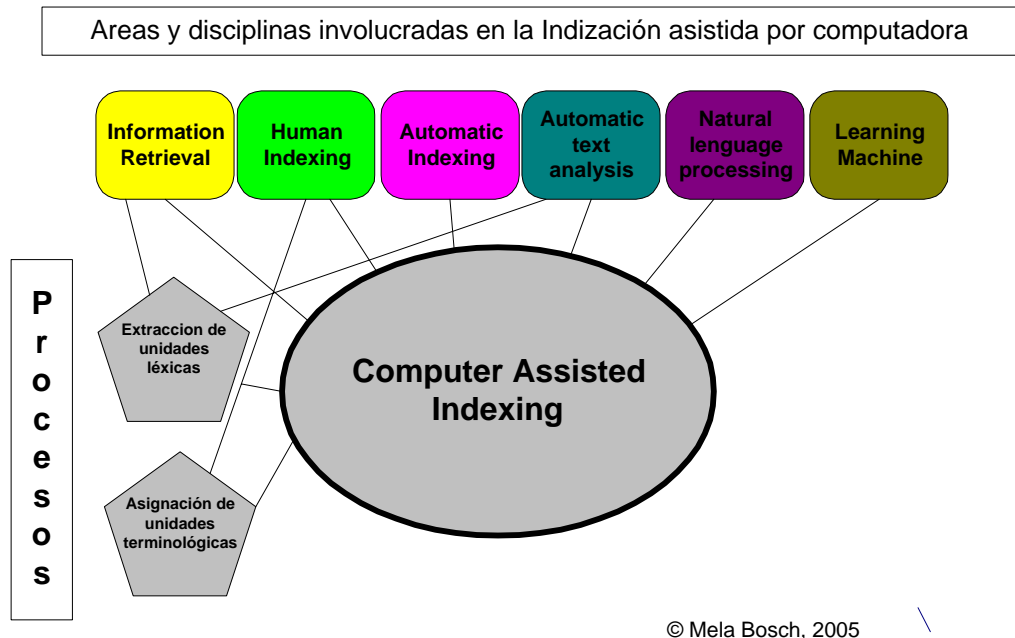 Areas y disciplinas involucradas en la Indización asistida por computadora
Information
Retrieval
Human
Indexing
Automatic
Indexing
Automatic
text
analysis
Natural
lenguage
processing
Learning
Machine
Procesos
Extraccion de
unidades
léxicas
Computer Assisted
Indexing
Asignación de
unidades
terminológicas
© Mela Bosch, 2005